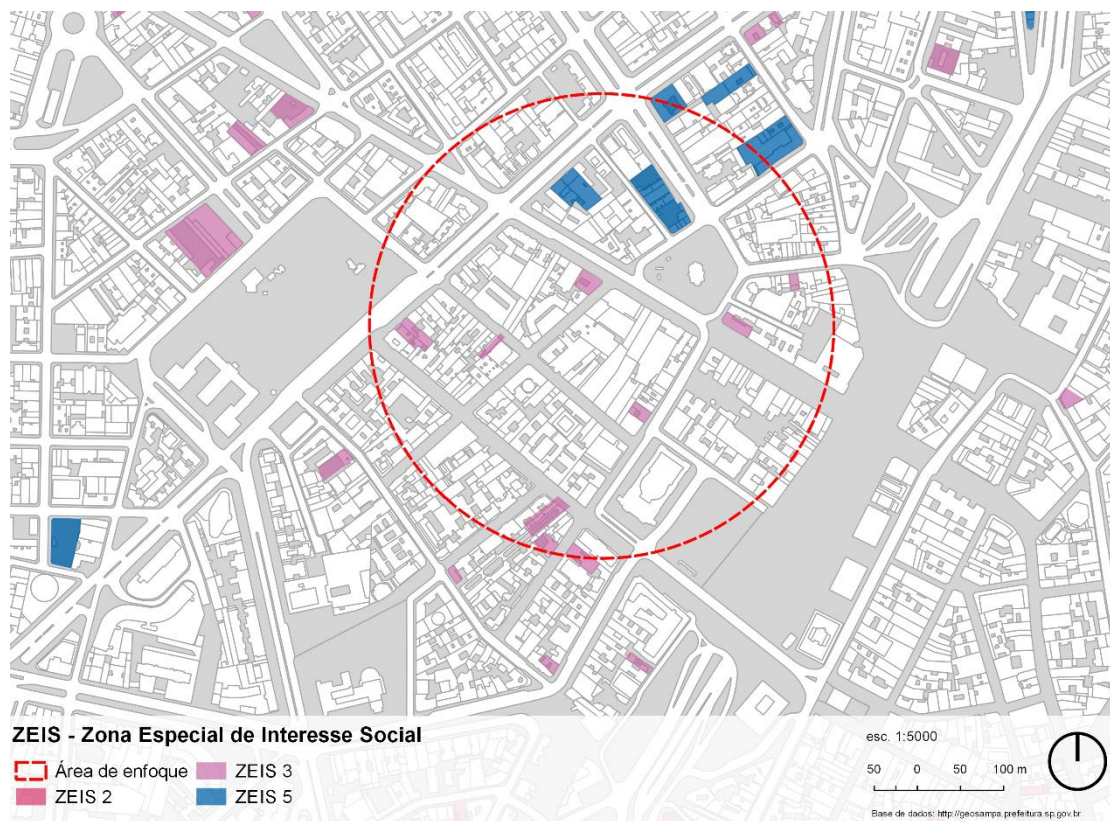 ZEIS - Zona Especial de Interesse Social
Área de enfoque
ZEIS 2
ZEIS 3
ZEIS 5
esc. 1:5000
50 0 50 100 m
Base de dados: http://geosampa.prefeitura.sp.gov.br